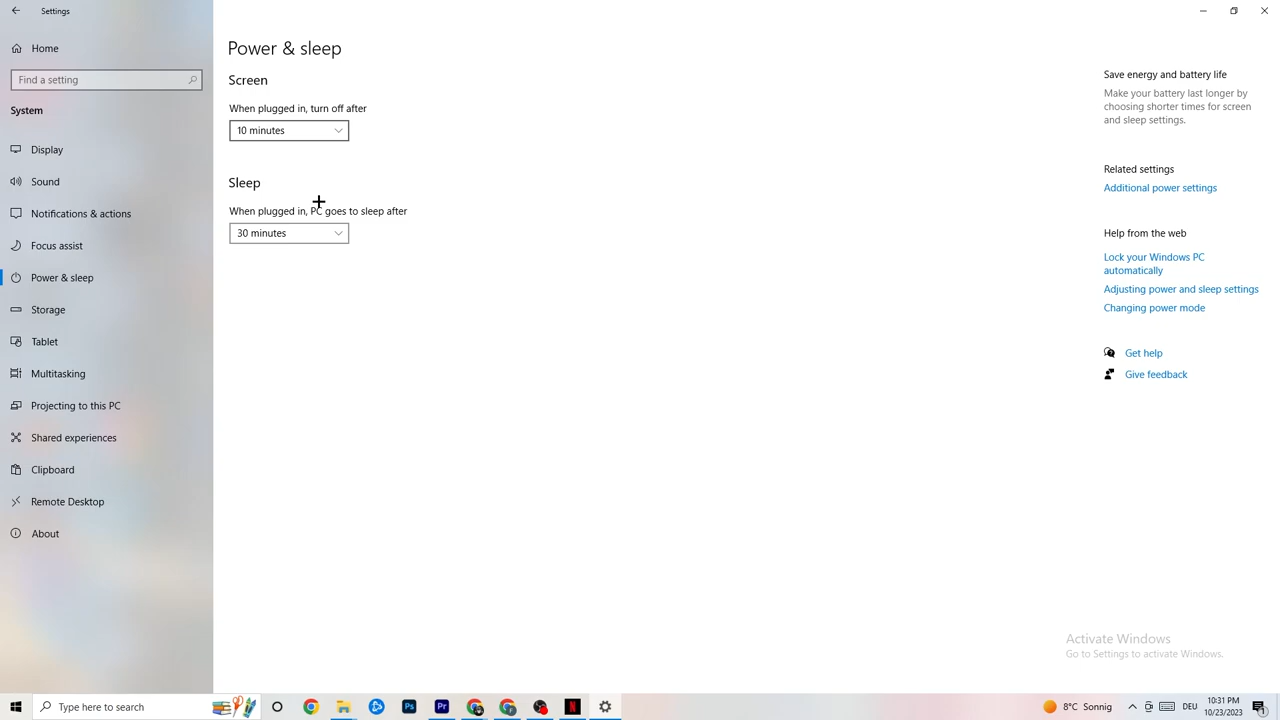 Settings
Home
Find a setting
System
Display
Sound
Notifications & actions
Focus assist
Power & sleep
Storage
Tablet
Multitasking
Projecting to this PC
Shared experiences
Clipboard
Remote Desktop
About
Power & sleep
Screen
When plugged in, turn off after
10 minutes
Sleep
When plugged in, PC goes to sleep after
30 minutes
Save energy and battery life
Make your battery last longer by
choosing shorter times for screen
and sleep settings.
Related settings
Additional power settings
Help from the web
Lock your Windows PC
automatically
Adjusting power and sleep settings
Changing power mode
Get help
Give feedback
Activate Windows
Go to Settings to activate Windows.
Type here to search
Ps
Pr
N
8°C Sonnig
DEU
10:31 PM
10/23/2023
1